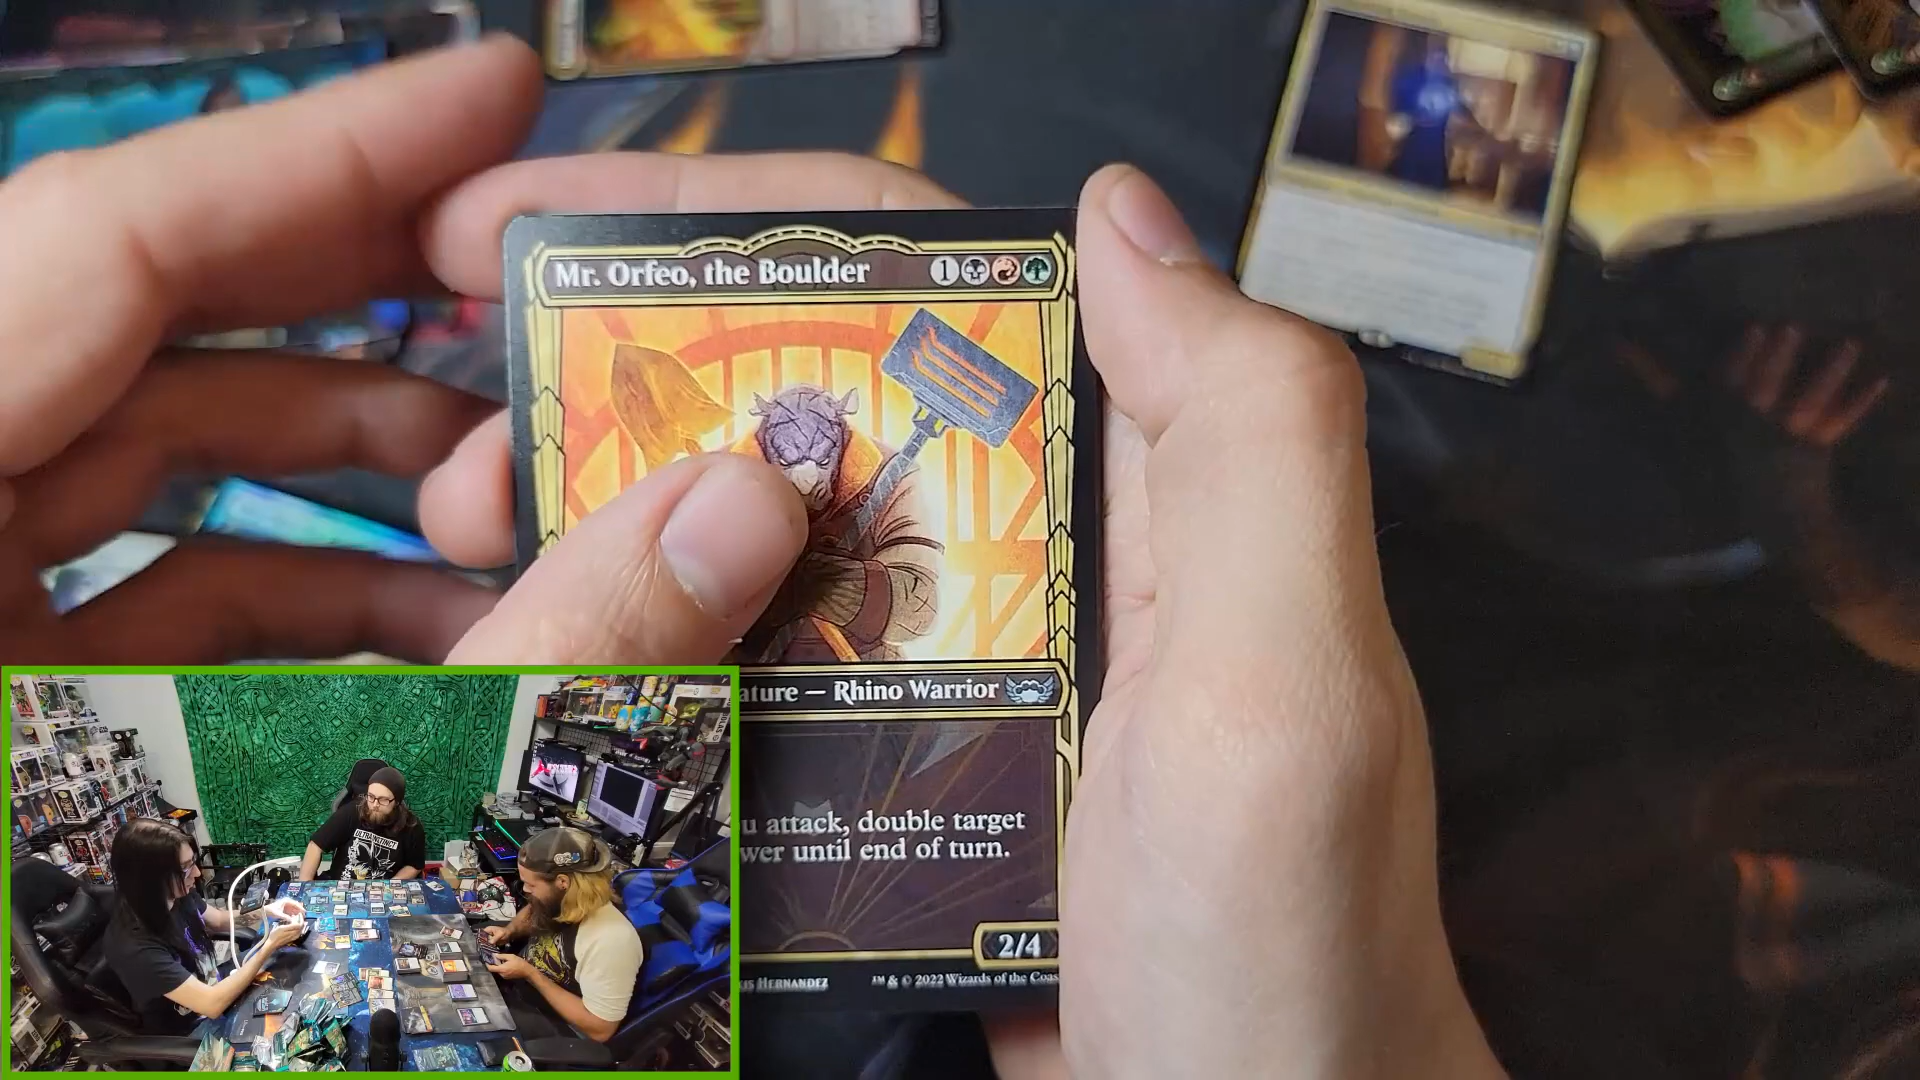 Mr. Orfeo, the Boulder 1
ature — Rhino Warrior
u attack, double target
wer until end of turn.
2/4
is Hernandez ™ & © 2022 Wizards of the Coas